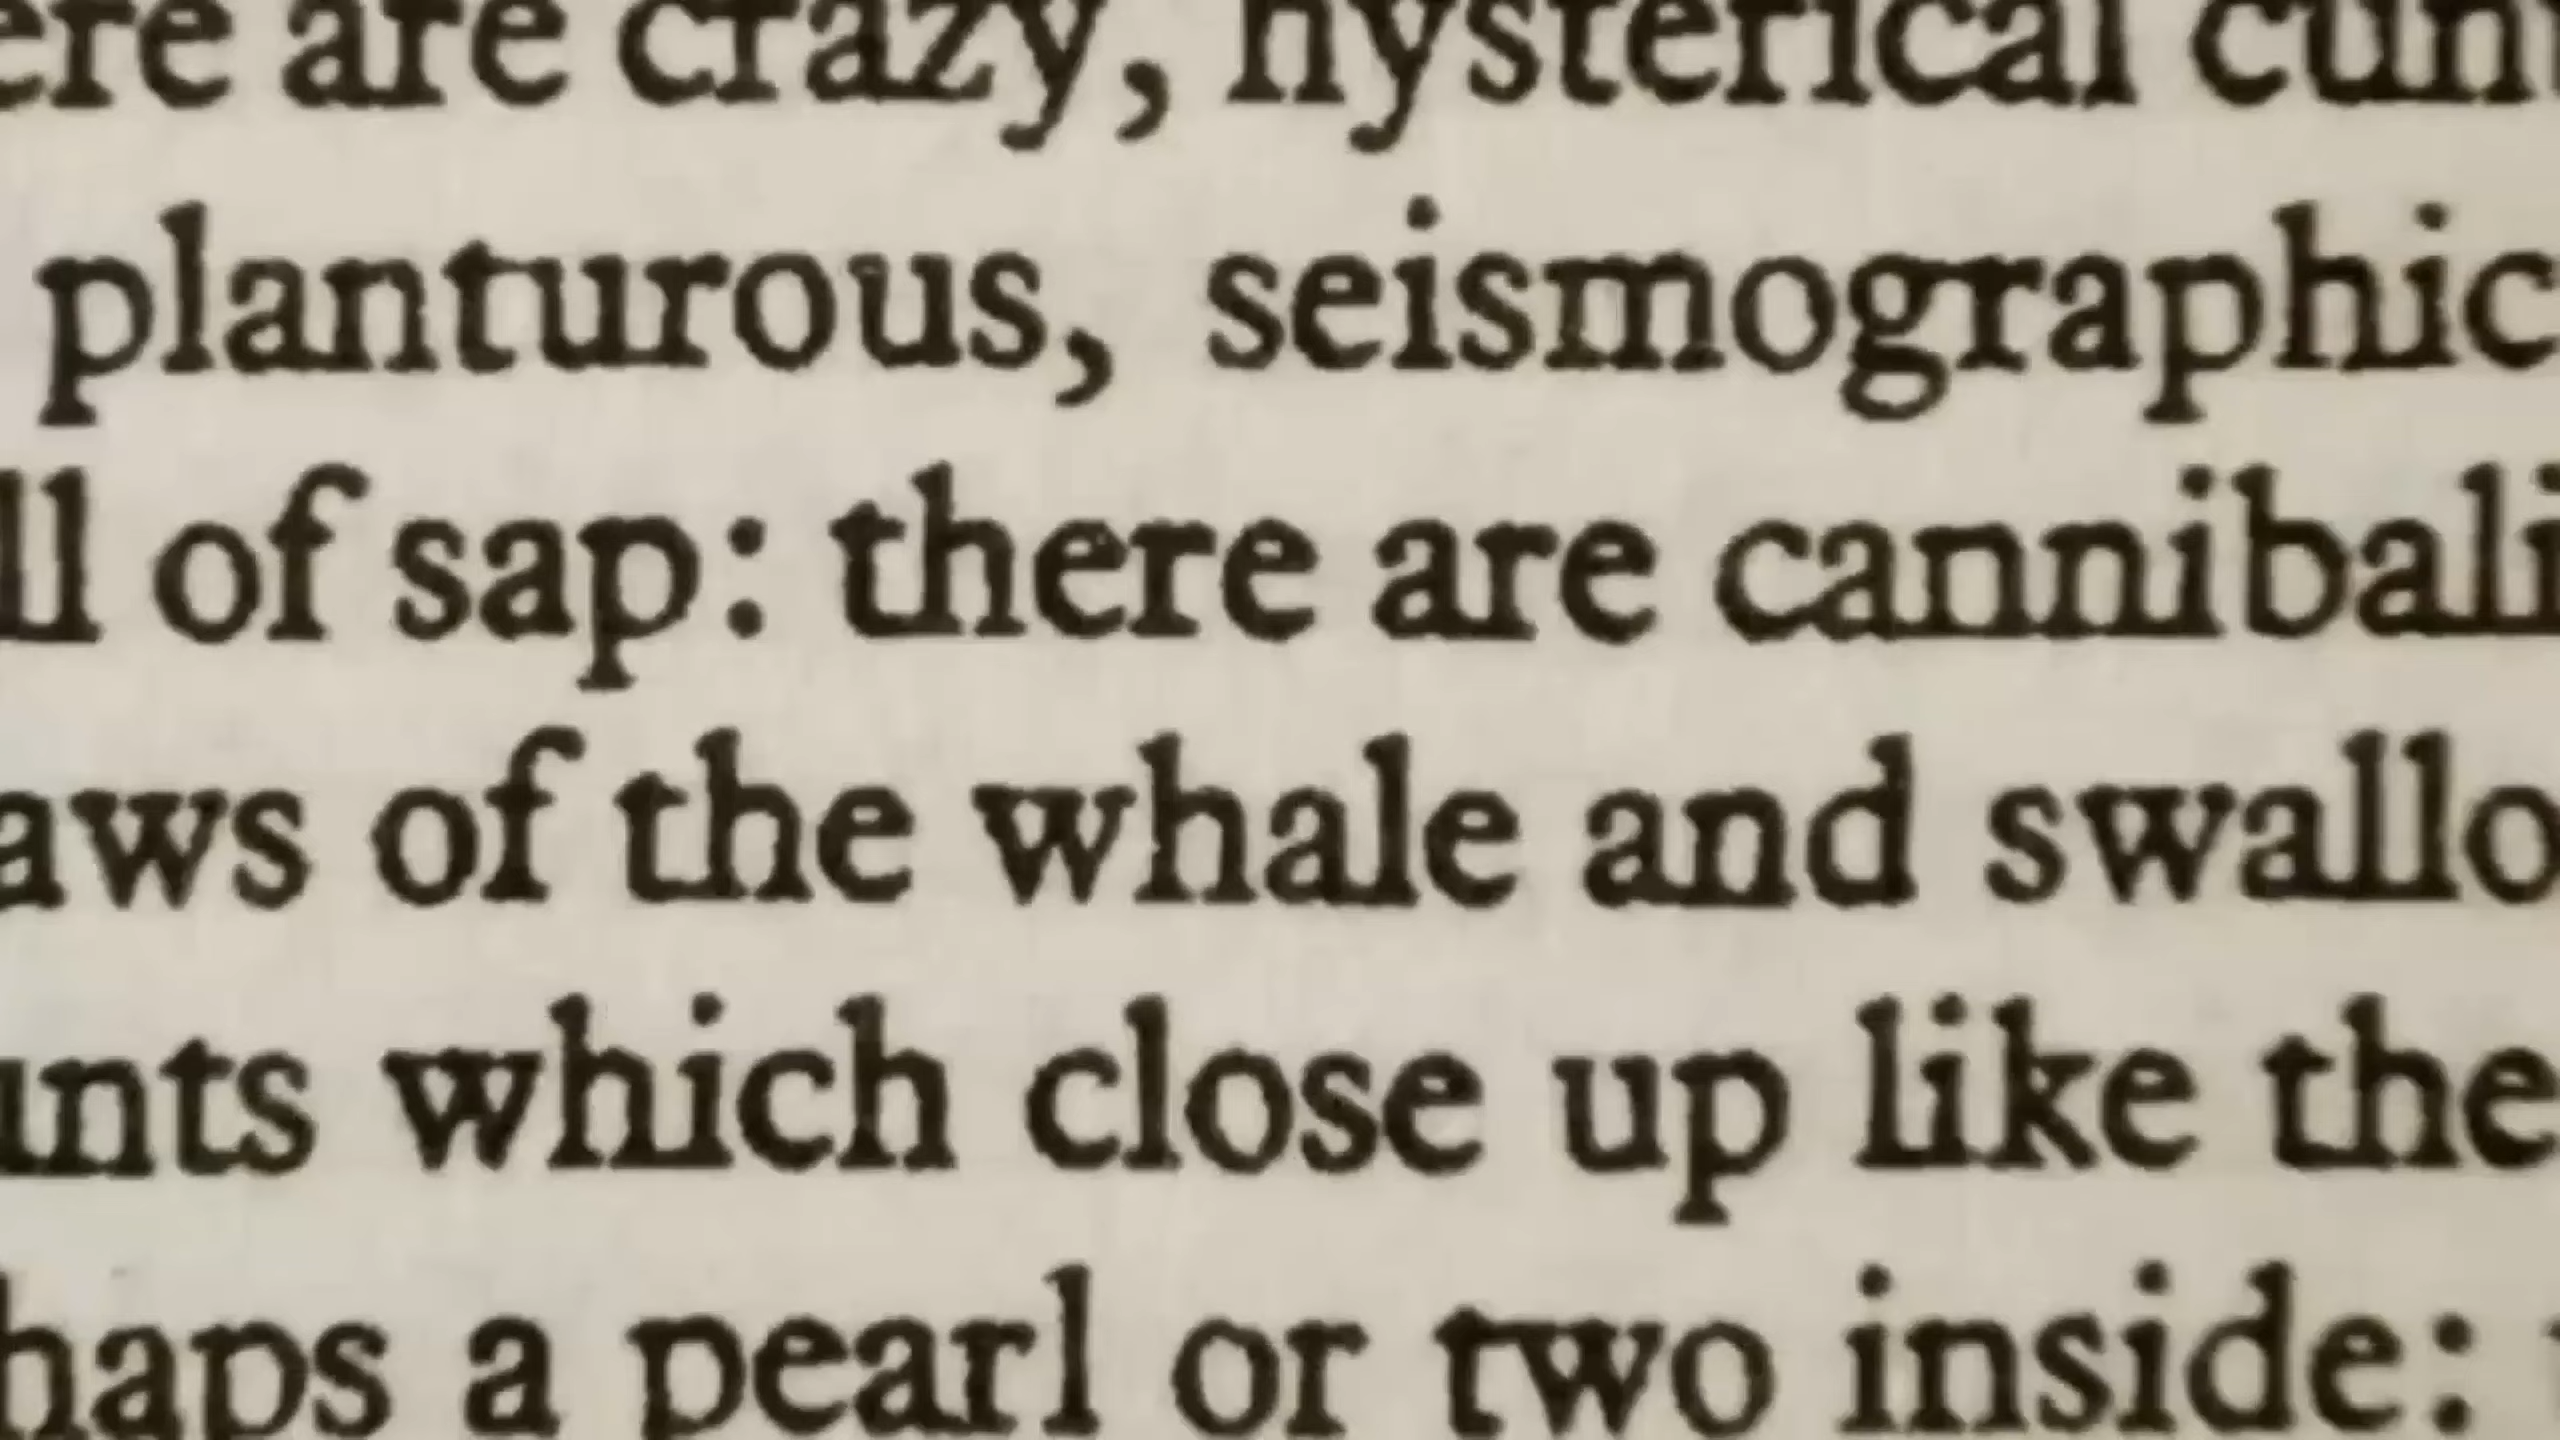 ere are crazy, hysterical cun
planturous, seismographic
ll of sap: there are cannibali
aws of the whale and swallo
unts which close up like the
haps a pearl or two inside: